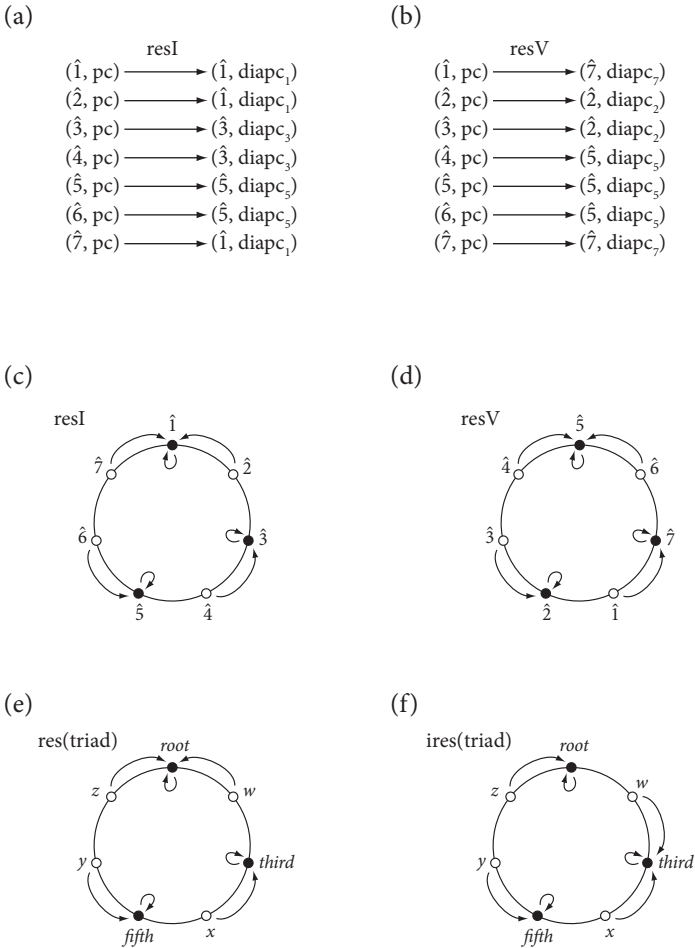 (a)
resI
(1̂, pc) (1̂, diapc₁)
(2̂, pc) (1̂, diapc₁)
(3̂, pc) (3̂, diapc₃)
(4̂, pc) (3̂, diapc₃)
(5̂, pc) (5̂, diapc₅)
(6̂, pc) (5̂, diapc₅)
(7̂, pc) (1̂, diapc₁)
(b)
resV
(1̂, pc) (7̂, diapc₇)
(2̂, pc) (2̂, diapc₂)
(3̂, pc) (2̂, diapc₂)
(4̂, pc) (5̂, diapc₅)
(5̂, pc) (5̂, diapc₅)
(6̂, pc) (5̂, diapc₅)
(7̂, pc) (7̂, diapc₇)
(c)
resI
1̂
7̂ 2̂
6̂ 3̂
5̂ 4̂
(d)
resV
5̂
4̂ 6̂
3̂ 7̂
2̂ 1̂
(e)
res(triad)
root
z w
y third
fifth x
(f)
ires(triad)
root
z w
y third
fifth x